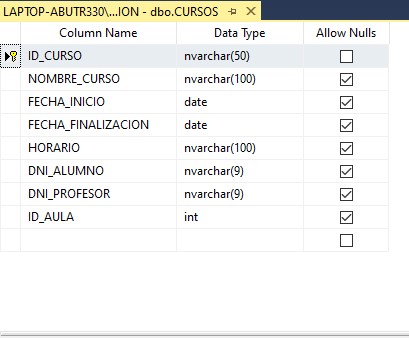 LAPTOP-ABUTR330\...ION - dbo.CURSOS
Column Name Data Type Allow Nulls
ID_CURSO nvarchar(50)
NOMBRE_CURSO nvarchar(100)
FECHA_INICIO date
FECHA_FINALIZACION date
HORARIO nvarchar(100)
DNI_ALUMNO nvarchar(9)
DNI_PROFESOR nvarchar(9)
ID_AULA int